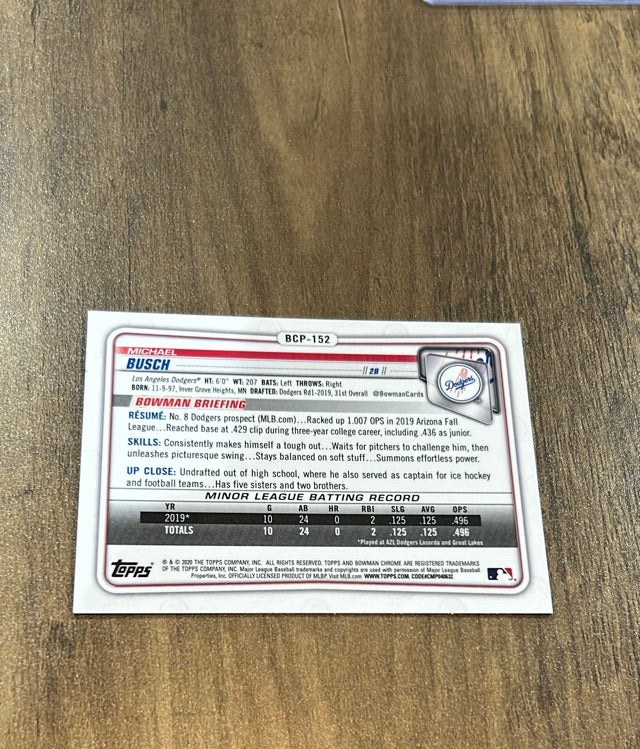 BCP-152
MICHAEL
BUSCH
// 2B //
Los Angeles Dodgers® HT: 6'0" WT: 207 BATS: Left THROWS: Right
BORN: 11-9-97, Inver Grove Heights, MN DRAFTED: Dodgers Rd1-2019, 31st Overall @BowmanCards
Dodgers
BOWMAN BRIEFING
RÉSUMÉ: No. 8 Dodgers prospect (MLB.com)...Racked up 1.007 OPS in 2019 Arizona Fall
League...Reached base at .429 clip during three-year college career, including .436 as junior.
SKILLS: Consistently makes himself a tough out...Waits for pitchers to challenge him, then
unleashes picturesque swing...Stays balanced on soft stuff...Summons effortless power.
UP CLOSE: Undrafted out of high school, where he also served as captain for ice hockey
and football teams...Has five sisters and two brothers.
MINOR LEAGUE BATTING RECORD
YR G AB HR RBI SLG AVG OPS
2019* 10 24 0 2 .125 .125 .496
TOTALS 10 24 0 2 .125 .125 .496
*Played at AZL Dodgers Lasorda and Great Lakes
TOPPS
® & © 2020 THE TOPPS COMPANY, INC. ALL RIGHTS RESERVED. TOPPS AND BOWMAN CHROME ARE REGISTERED TRADEMARKS
OF THE TOPPS COMPANY, INC. Major League Baseball trademarks and copyrights are used with permission of Major League Baseball
Properties, Inc. OFFICIALLY LICENSED PRODUCT OF MLBP. Visit MLB.com WWW.TOPPS.COM. CODE#CMP040632